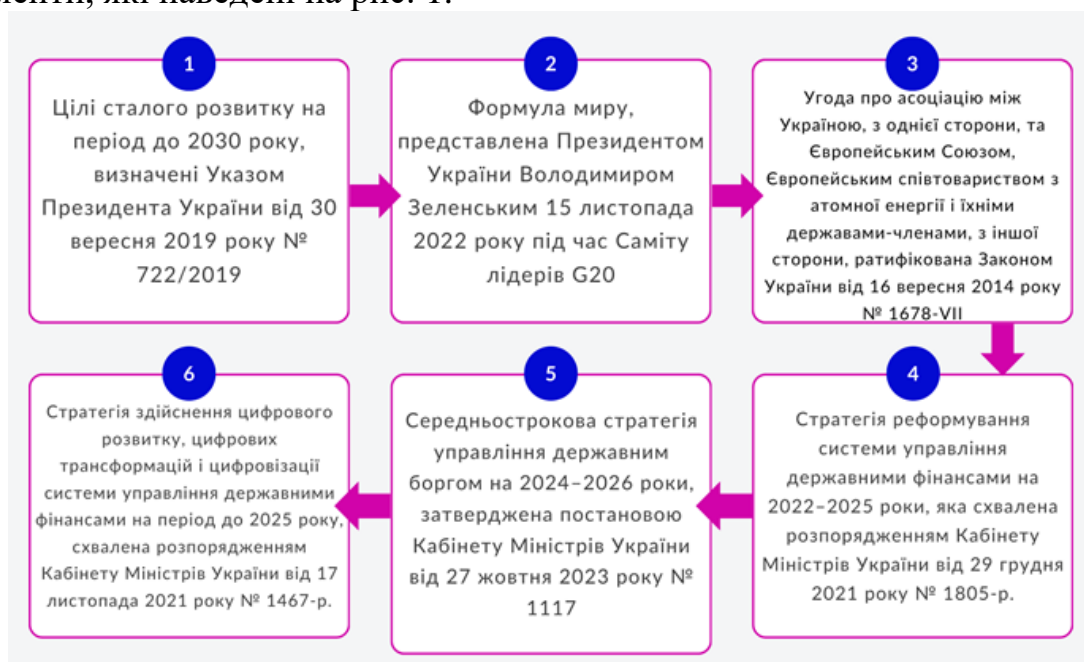 які наведені на рис. 1.
1
Цілі сталого розвитку на
період до 2030 року,
визначені Указом
Президента України від 30
вересня 2019 року №
722/2019
2
Формула миру,
представлена Президентом
України Володимиром
Зеленським 15 листопада
2022 року під час Саміту
лідерів G20
3
Угода про асоціацію між
Україною, з однієї сторони, та
Європейським Союзом,
Європейським співтовариством з
атомної енергії і їхніми
державами-членами, з іншої
сторони, ратифікована Законом
України від 16 вересня 2014 року
№ 1678-VII
4
Стратегія реформування
системи управління
державними фінансами на
2022–2025 роки, яка схвалена
розпорядженням Кабінету
Міністрів України від 29 грудня
2021 року № 1805-р.
5
Середньострокова стратегія
управління державним
боргом на 2024–2026 роки,
затверджена постановою
Кабінету Міністрів України
від 27 жовтня 2023 року №
1117
6
Стратегія здійснення цифрового
розвитку, цифрових
трансформацій і цифровізації
системи управління державними
фінансами на період до 2025 року,
схвалена розпорядженням
Кабінету Міністрів України від 17
листопада 2021 року № 1467-р.